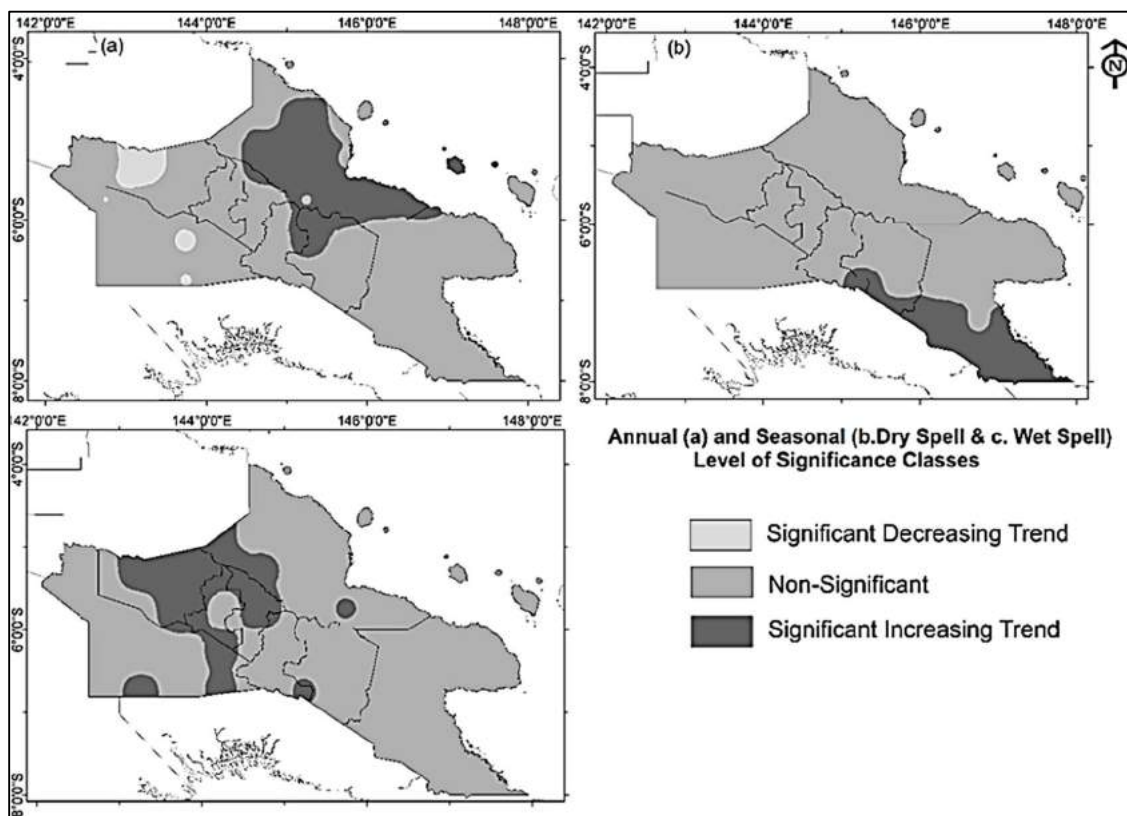 142°0'0"E 144°0'0"E 146°0'0"E 148°0'0"E
(a)
4°0'0"S
6°0'0"S
8°0'0"S
142°0'0"E 144°0'0"E 146°0'0"E 148°0'0"E
(b)
N
4°0'0"S
6°0'0"S
8°0'0"S
142°0'0"E 144°0'0"E 146°0'0"E 148°0'0"E
4°0'0"S
6°0'0"S
8°0'0"S
Annual (a) and Seasonal (b.Dry Spell & c. Wet Spell)
Level of Significance Classes
Significant Decreasing Trend
Non-Significant
Significant Increasing Trend